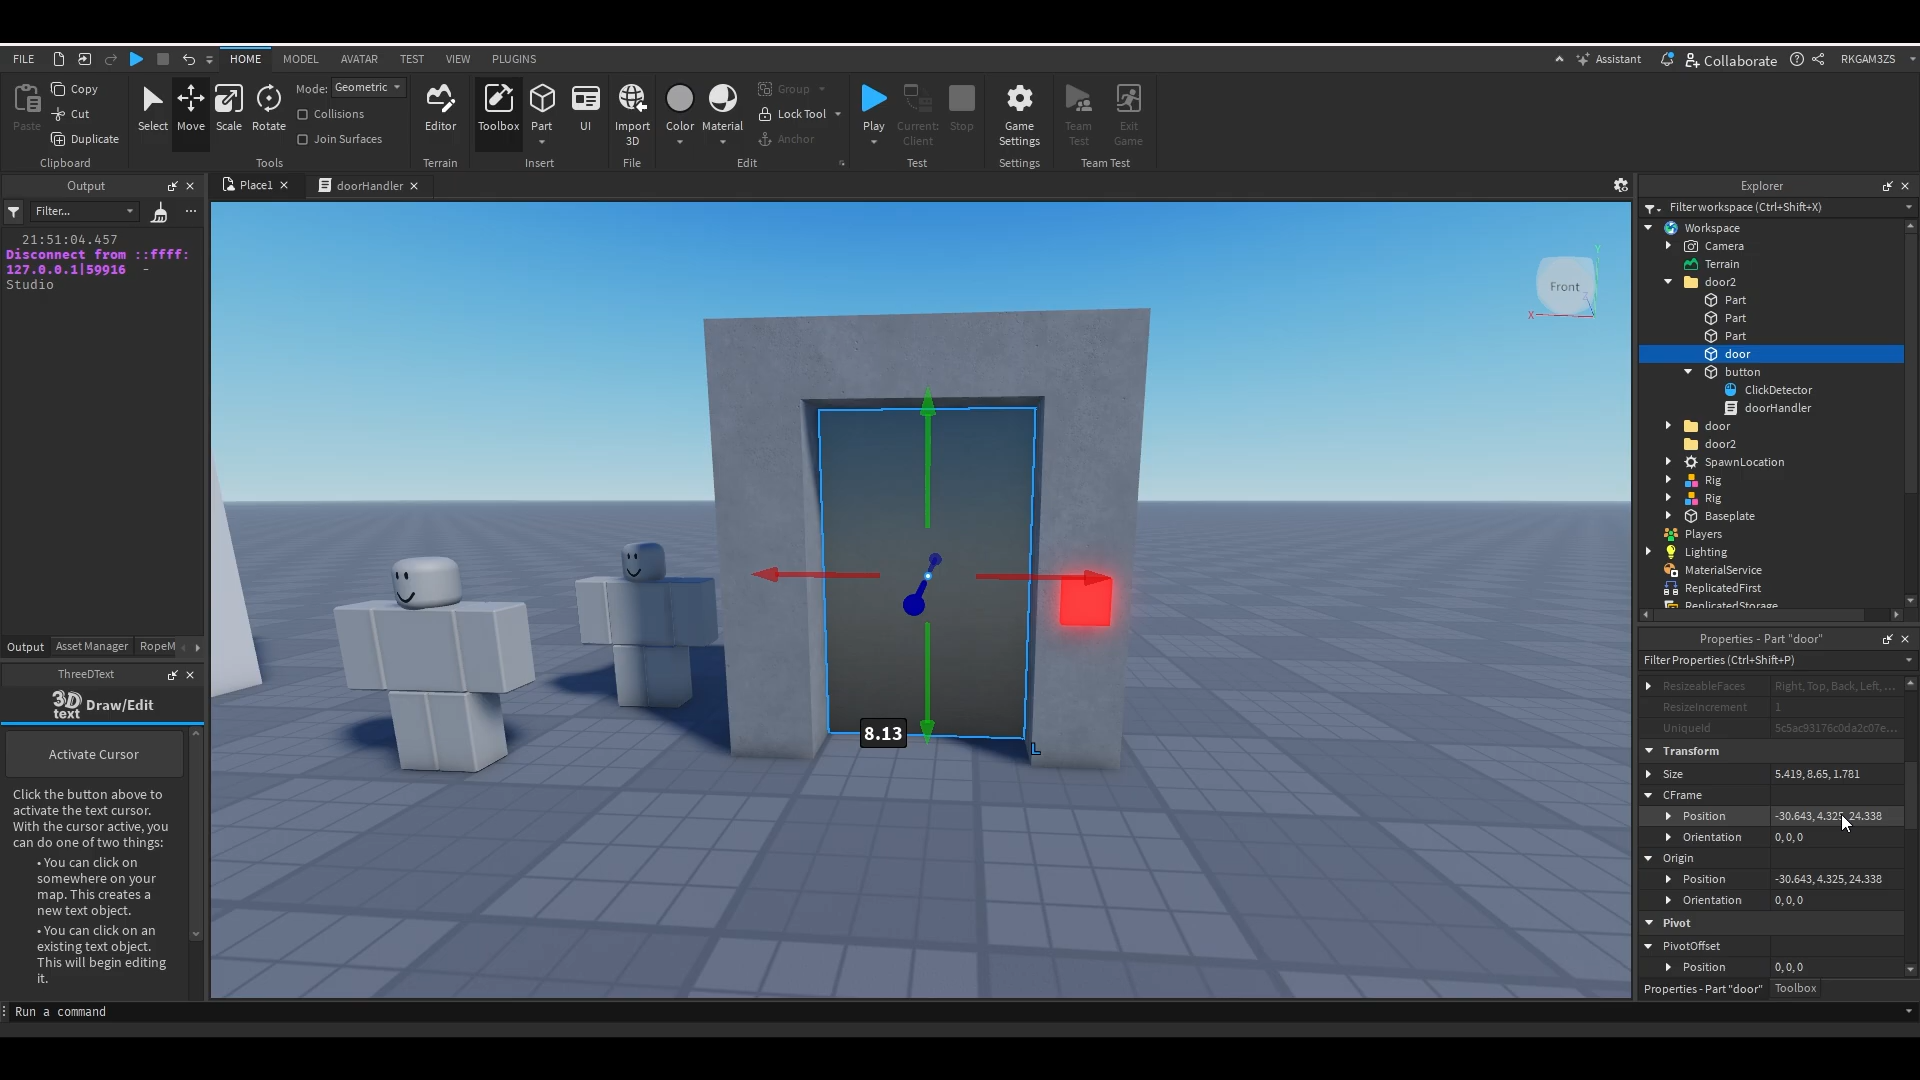 FILE
HOME
MODEL
AVATAR
TEST
VIEW
PLUGINS
Assistant
Collaborate
RKGAM3ZS
Paste
Copy
Cut
Duplicate
Clipboard
Select
Move
Scale
Rotate
Mode: Geometric
Collisions
Join Surfaces
Tools
Editor
Terrain
Toolbox
Part
UI
Insert
Import
3D
File
Color
Material
Group
Lock Tool
Anchor
Edit
Play
Current:
Client
Stop
Test
Game
Settings
Settings
Team
Test
Exit
Game
Team Test
Output
Filter...
21:51:04.457
Disconnect from ::ffff:
127.0.0.1|59916 -
Studio
Output
Asset Manager
RopeM
ThreeDText
3D
text
Draw/Edit
Activate Cursor
Click the button above to
activate the text cursor.
With the cursor active, you
can do one of two things:
• You can click on
somewhere on your
map. This creates a
new text object.
• You can click on an
existing text object.
This will begin editing
it.
Place1
doorHandler
Front
Y
X
Z
8.13
L
Explorer
Filter workspace (Ctrl+Shift+X)
Workspace
Camera
Terrain
door2
Part
Part
Part
door
button
ClickDetector
doorHandler
door
door2
SpawnLocation
Rig
Rig
Baseplate
Players
Lighting
MaterialService
ReplicatedFirst
ReplicatedStorage
Properties - Part "door"
Filter Properties (Ctrl+Shift+P)
ResizeableFaces Right, Top, Back, Left, ...
ResizeIncrement 1
UniqueId 5c5ac93176c0da2c07e...
Transform
Size 5.419, 8.65, 1.781
CFrame
Position -30.643, 4.325, 24.338
Orientation 0, 0, 0
Origin
Position -30.643, 4.325, 24.338
Orientation 0, 0, 0
Pivot
PivotOffset
Position 0, 0, 0
Properties - Part "door"
Toolbox
Run a command